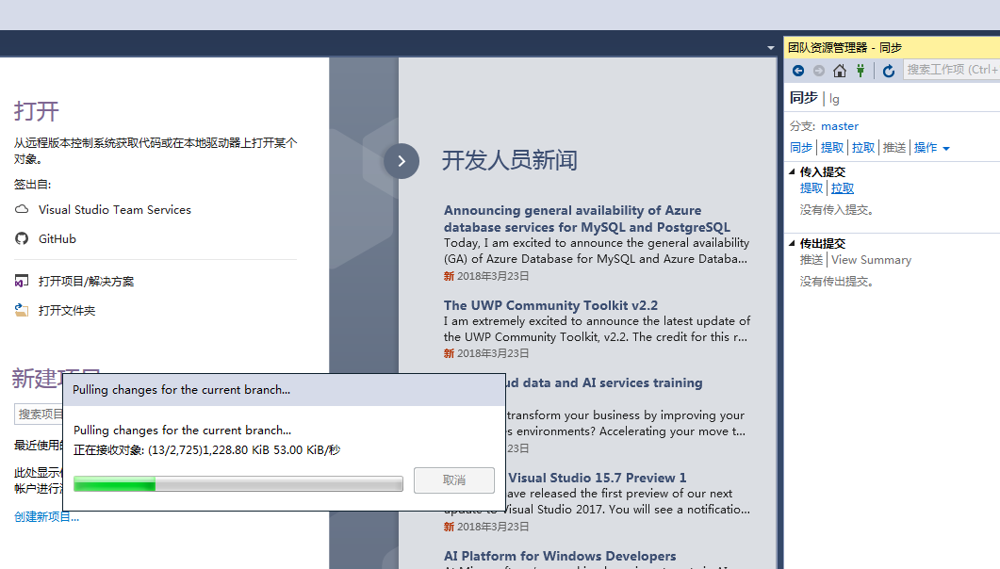 打开
从远程版本控制系统获取代码或在本地驱动器上打开某个
对象。
签出自:
Visual Studio Team Services
GitHub
打开项目/解决方案
打开文件夹
新建项目
搜索项目
最近使用的
此处显示
帐户进行
创建新项目...
Pulling changes for the current branch...
Pulling changes for the current branch...
正在接收对象: (13/2,725)1,228.80 KiB 53.00 KiB/秒
取消
开发人员新闻
Announcing general availability of Azure
database services for MySQL and PostgreSQL
Today, I am excited to announce the general availability
(GA) of Azure Database for MySQL and Azure Databa...
新 2018年3月23日
The UWP Community Toolkit v2.2
I am extremely excited to announce the latest update of
the UWP Community Toolkit, v2.2. The credit for this r...
新 2018年3月23日
data and AI services training
transform your business by improving your
environments? Accelerating your move t...
23日
Visual Studio 15.7 Preview 1
have released the first preview of our next
update to Visual Studio 2017. You will see a notificatio...
新 2018年3月23日
AI Platform for Windows Developers
团队资源管理器 - 同步
搜索工作项 (Ctrl+
同步 | lg
分支: master
同步 | 提取 | 拉取 | 推送 | 操作
传入提交
提取 | 拉取
没有传入提交。
传出提交
推送 | View Summary
没有传出提交。